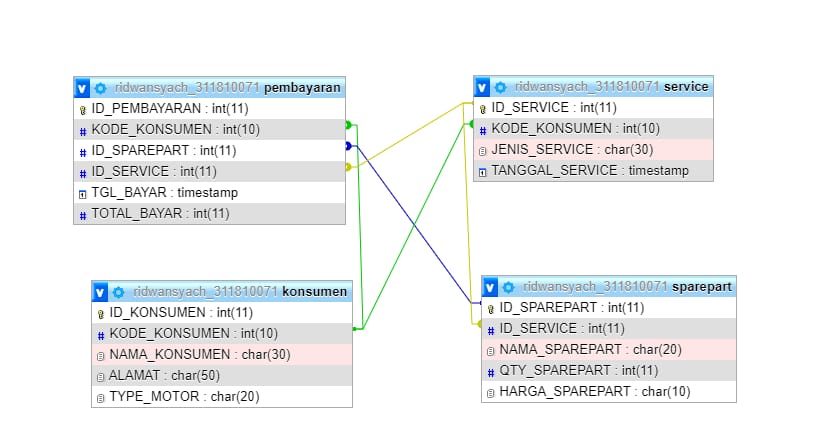 ridwansyach_311810071 pembayaran
ID_PEMBAYARAN : int(11)
KODE_KONSUMEN : int(10)
ID_SPAREPART : int(11)
ID_SERVICE : int(11)
TGL_BAYAR : timestamp
TOTAL_BAYAR : int(11)
ridwansyach_311810071 service
ID_SERVICE : int(11)
KODE_KONSUMEN : int(10)
JENIS_SERVICE : char(30)
TANGGAL_SERVICE : timestamp
ridwansyach_311810071 konsumen
ID_KONSUMEN : int(11)
KODE_KONSUMEN : int(10)
NAMA_KONSUMEN : char(30)
ALAMAT : char(50)
TYPE_MOTOR : char(20)
ridwansyach_311810071 sparepart
ID_SPAREPART : int(11)
ID_SERVICE : int(11)
NAMA_SPAREPART : char(20)
QTY_SPAREPART : int(11)
HARGA_SPAREPART : char(10)